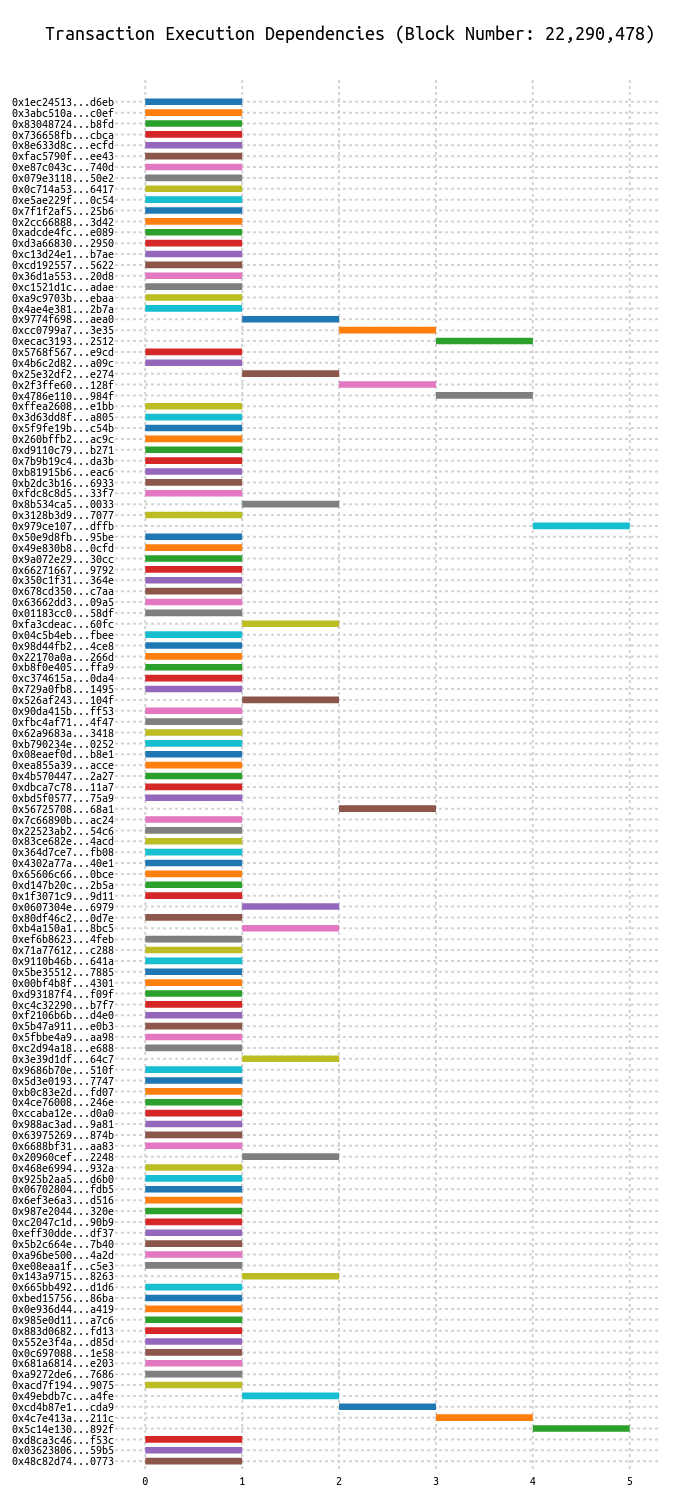 Transaction Execution Dependencies (Block Number: 22,290,478)
0x1ec24513...d6eb
0x3abc510a...c0ef
0x83048724...b8fd
0x736658fb...cbca
0x8e633d8c...ecfd
0xfac5790f...ee43
0xe87c043c...740d
0x079e3118...50e2
0x0c714a53...6417
0xe5ae229f...0c54
0x7f1f2af5...25b6
0x2cc66888...3d42
0xadcde4fc...e089
0xd3a66830...2950
0xc13d24e1...b7ae
0xcd192557...5622
0x36d1a553...20d8
0xc1521d1c...adae
0xa9c9703b...ebaa
0x4ae4e381...2b7a
0x9774f698...aea0
0xcc0799a7...3e35
0xecac3193...2512
0x5768f567...e9cd
0x4b6c2d82...a09c
0x25e32df2...e274
0x2f3ffe60...128f
0x4786e110...984f
0xffea2608...e1bb
0x3d63dd8f...a805
0x5f9fe19b...c54b
0x260bffb2...ac9c
0xd9110c79...b271
0x7b9b19c4...da3b
0xb81915b6...eac6
0xb2dc3b16...6933
0xfdc8c8d5...33f7
0x8b534ca5...0033
0x3128b3d9...7077
0x979ce107...dffb
0x50e9d8fb...95be
0x49e830b8...0cfd
0x9a072e29...30cc
0x66271667...9792
0x350c1f31...364e
0x678cd350...c7aa
0x63662dd3...09a5
0x01183cc0...58df
0xfa3cdeac...60fc
0x04c5b4eb...fbee
0x98d44fb2...4ce8
0x22170a0a...266d
0xb8f0e405...ffa9
0xc374615a...0da4
0x729a0fb8...1495
0x526af243...104f
0x90da415b...ff53
0xfbc4af71...4f47
0x62a9683a...3418
0xb790234e...0252
0x08eaef0d...b8e1
0xea855a39...acce
0x4b570447...2a27
0xdbca7c78...11a7
0xbd5f0577...75a9
0x56725708...68a1
0x7c66890b...ac24
0x22523ab2...54c6
0x83ce682e...4acd
0x364d7ce7...fb08
0x4302a77a...40e1
0x65606c66...0bce
0xd147b20c...2b5a
0x1f3071c9...9d11
0x0607304e...6979
0x80df46c2...0d7e
0xb4a150a1...8bc5
0xef6b8623...4feb
0x71a77612...c288
0x9110b46b...641a
0x5be35512...7885
0x00bf4b8f...4301
0xd93187f4...f09f
0xc4c32290...b7f7
0xf2106b6b...d4e0
0x5b47a911...e0b3
0x5fbbe4a9...aa98
0xc2d94a18...e688
0x3e39d1df...64c7
0x9686b70e...510f
0x5d3e0193...7747
0xb0c83e2d...fd07
0x4ce76008...246e
0xccaba12e...d0a0
0x988ac3ad...9a81
0x63975269...874b
0x6688bf31...aa83
0x20960cef...2248
0x468e6994...932a
0x925b2aa5...d6b0
0x06702804...fdb5
0x6ef3e6a3...d516
0x987e2044...320e
0xc2047c1d...90b9
0xeff30dde...df37
0x5b2c664e...7b40
0xa96be500...4a2d
0xe08eaa1f...c5e3
0x143a9715...8263
0x665bb492...d1d6
0xbed15756...86ba
0x0e936d44...a419
0x985e0d11...a7c6
0x883d0682...fd13
0x552e3f4a...d85d
0x0c697088...1e58
0x681a6814...e203
0xa9272de6...7686
0xacd7f194...9075
0x49ebdb7c...a4fe
0xcd4b87e1...cda9
0x4c7e413a...211c
0x5c14e130...892f
0xd8ca3c46...f53c
0x03623806...59b5
0x48c82d74...0773
0 1 2 3 4 5